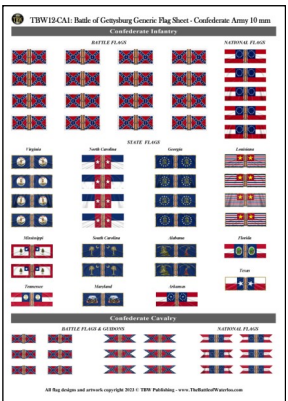 TBW12-CA1: Battle of Gettysburg Generic Flag Sheet - Confederate Army 10 mm
Confederate Infantry
BATTLE FLAGS NATIONAL FLAGS
STATE FLAGS
Virginia North Carolina Georgia Louisiana
Mississippi South Carolina Alabama Florida
Texas
Tennessee Maryland Arkansas
Confederate Cavalry
BATTLE FLAGS & GUIDONS NATIONAL FLAGS
All flag designs and artwork copyright 2023 © TBW Publishing - www.TheBattleofWaterloo.com